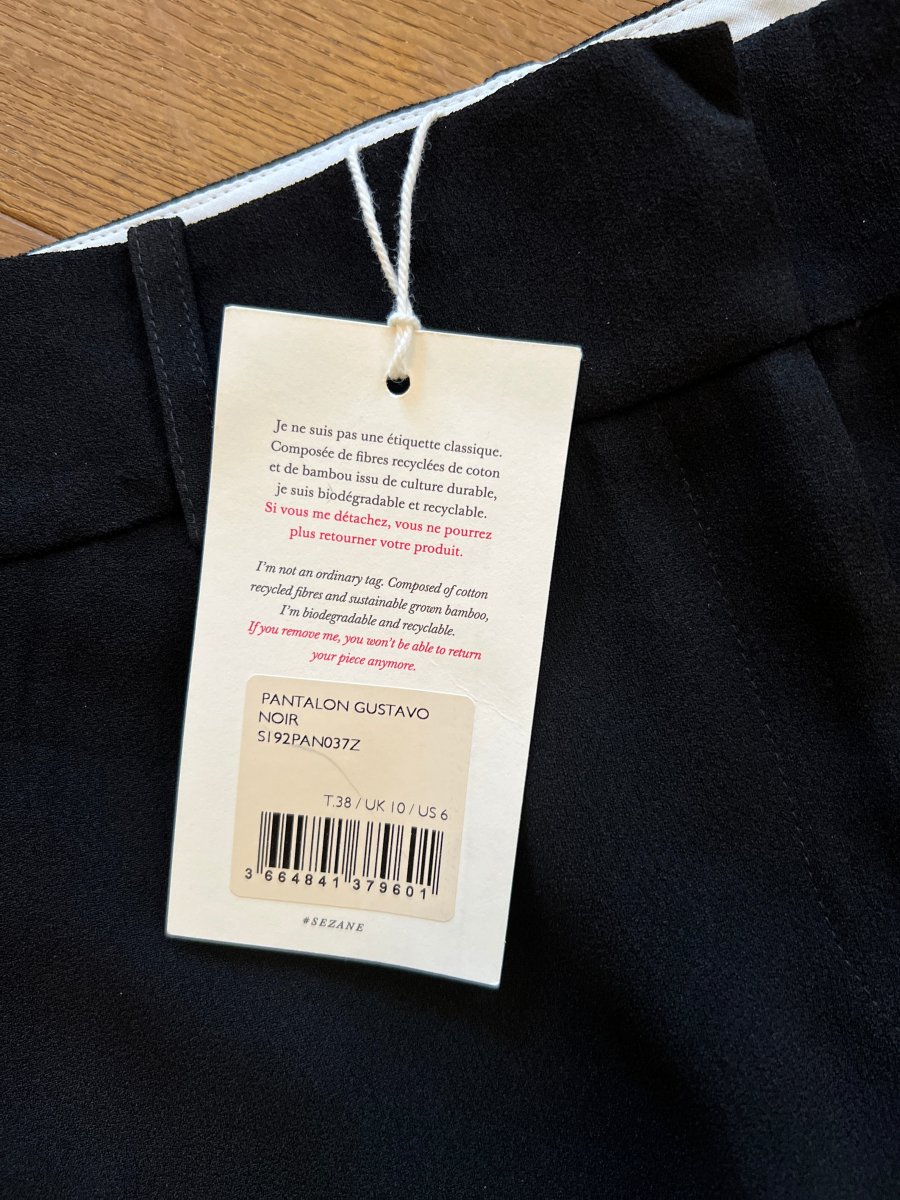 Je ne suis pas une étiquette classique.
Composée de fibres recyclées de coton
et de bambou issu de culture durable,
je suis biodégradable et recyclable.
Si vous me détachez, vous ne pourrez
plus retourner votre produit.
I'm not an ordinary tag. Composed of cotton
recycled fibres and sustainable grown bamboo,
I'm biodegradable and recyclable.
If you remove me, you won't be able to return
your piece anymore.
PANTALON GUSTAVO
NOIR
S192PAN037Z
T.38 / UK 10 / US 6
3 664841 379601
#SEZANE